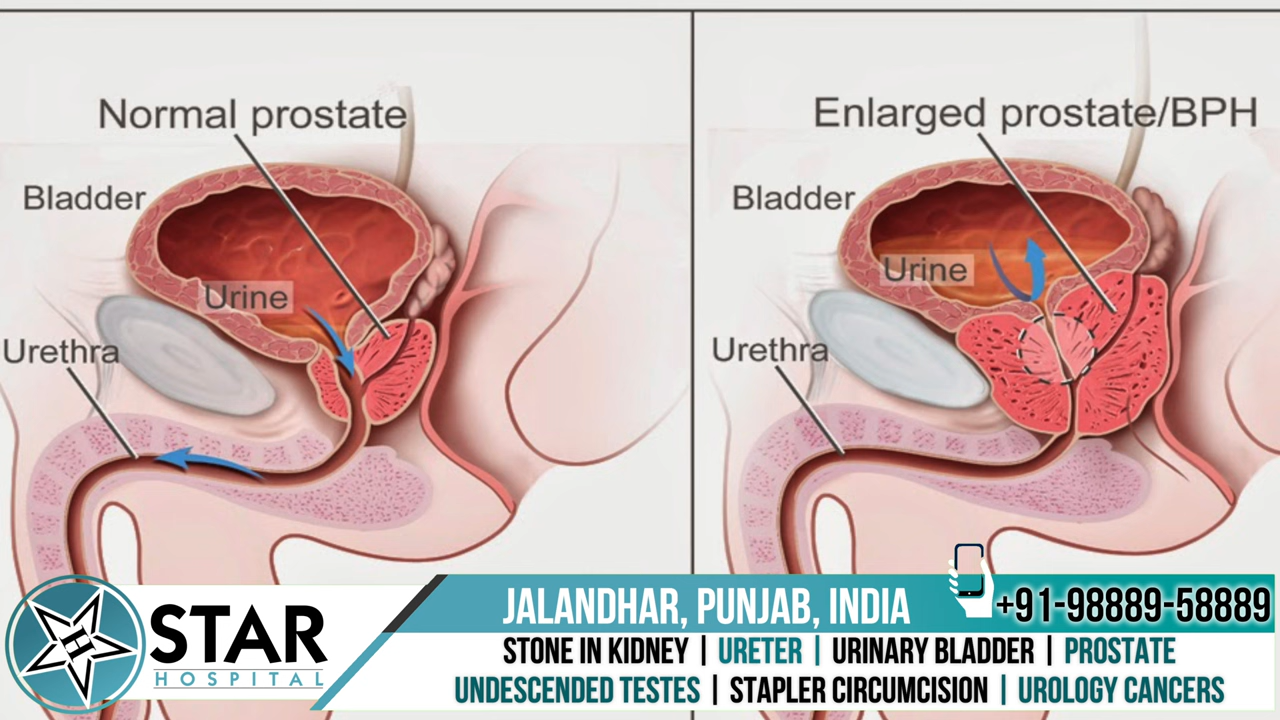 Normal prostate
Bladder
Urine
Urethra
Enlarged prostate/BPH
Bladder
Urine
Urethra
STAR
HOSPITAL
JALANDHAR, PUNJAB, INDIA
+91-98889-58889
STONE IN KIDNEY | URETER | URINARY BLADDER | PROSTATE
UNDESCENDED TESTES | STAPLER CIRCUMCISION | UROLOGY CANCERS